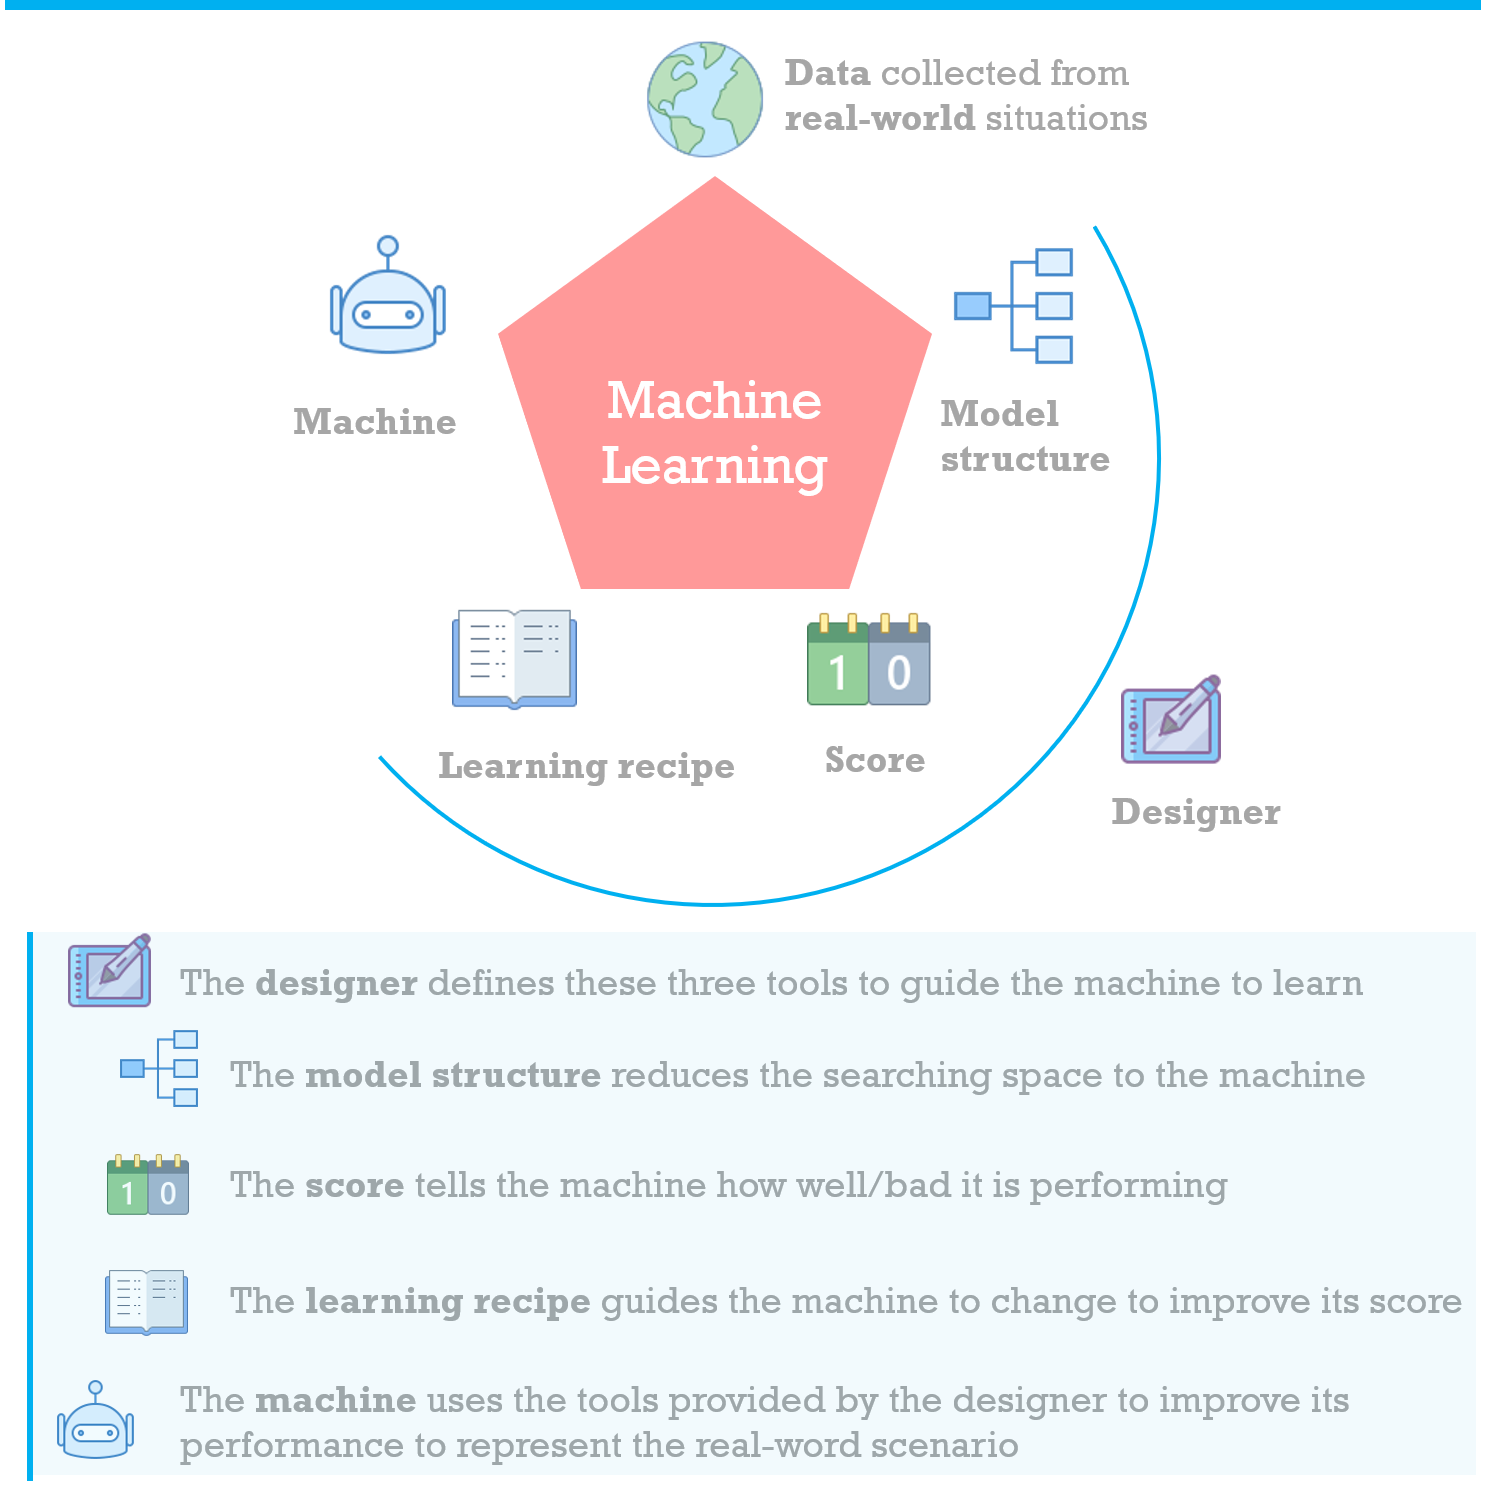 Data collected from
real-world situations
Machine
Model
structure
Machine
Learning
1 0
Learning recipe
Score
Designer
The designer defines these three tools to guide the machine to learn
The model structure reduces the searching space to the machine
1 0
The score tells the machine how well/bad it is performing
The learning recipe guides the machine to change to improve its score
The machine uses the tools provided by the designer to improve its
performance to represent the real-word scenario